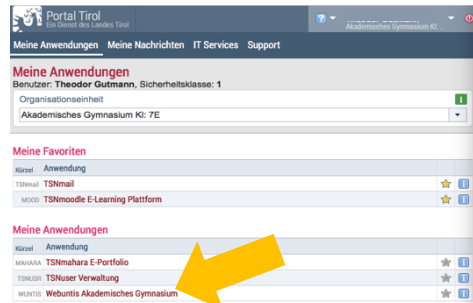 Portal Tirol
Ein Dienst des Landes Tirol
Akademisches Gymnasium KI: ...
Meine Anwendungen Meine Nachrichten IT Services Support
Meine Anwendungen
Benutzer: Theodor Gutmann, Sicherheitsklasse: 1
Organisationseinheit
Akademisches Gymnasium KI: 7E
Meine Favoriten
Kürzel Anwendung
TSNmail TSNmail
MOOD TSNmoodle E-Learning Plattform
Meine Anwendungen
Kürzel Anwendung
MAHARA TSNmahara E-Portfolio
TSNUSR TSNuser Verwaltung
WUNTIS Webuntis Akademisches Gymnasium